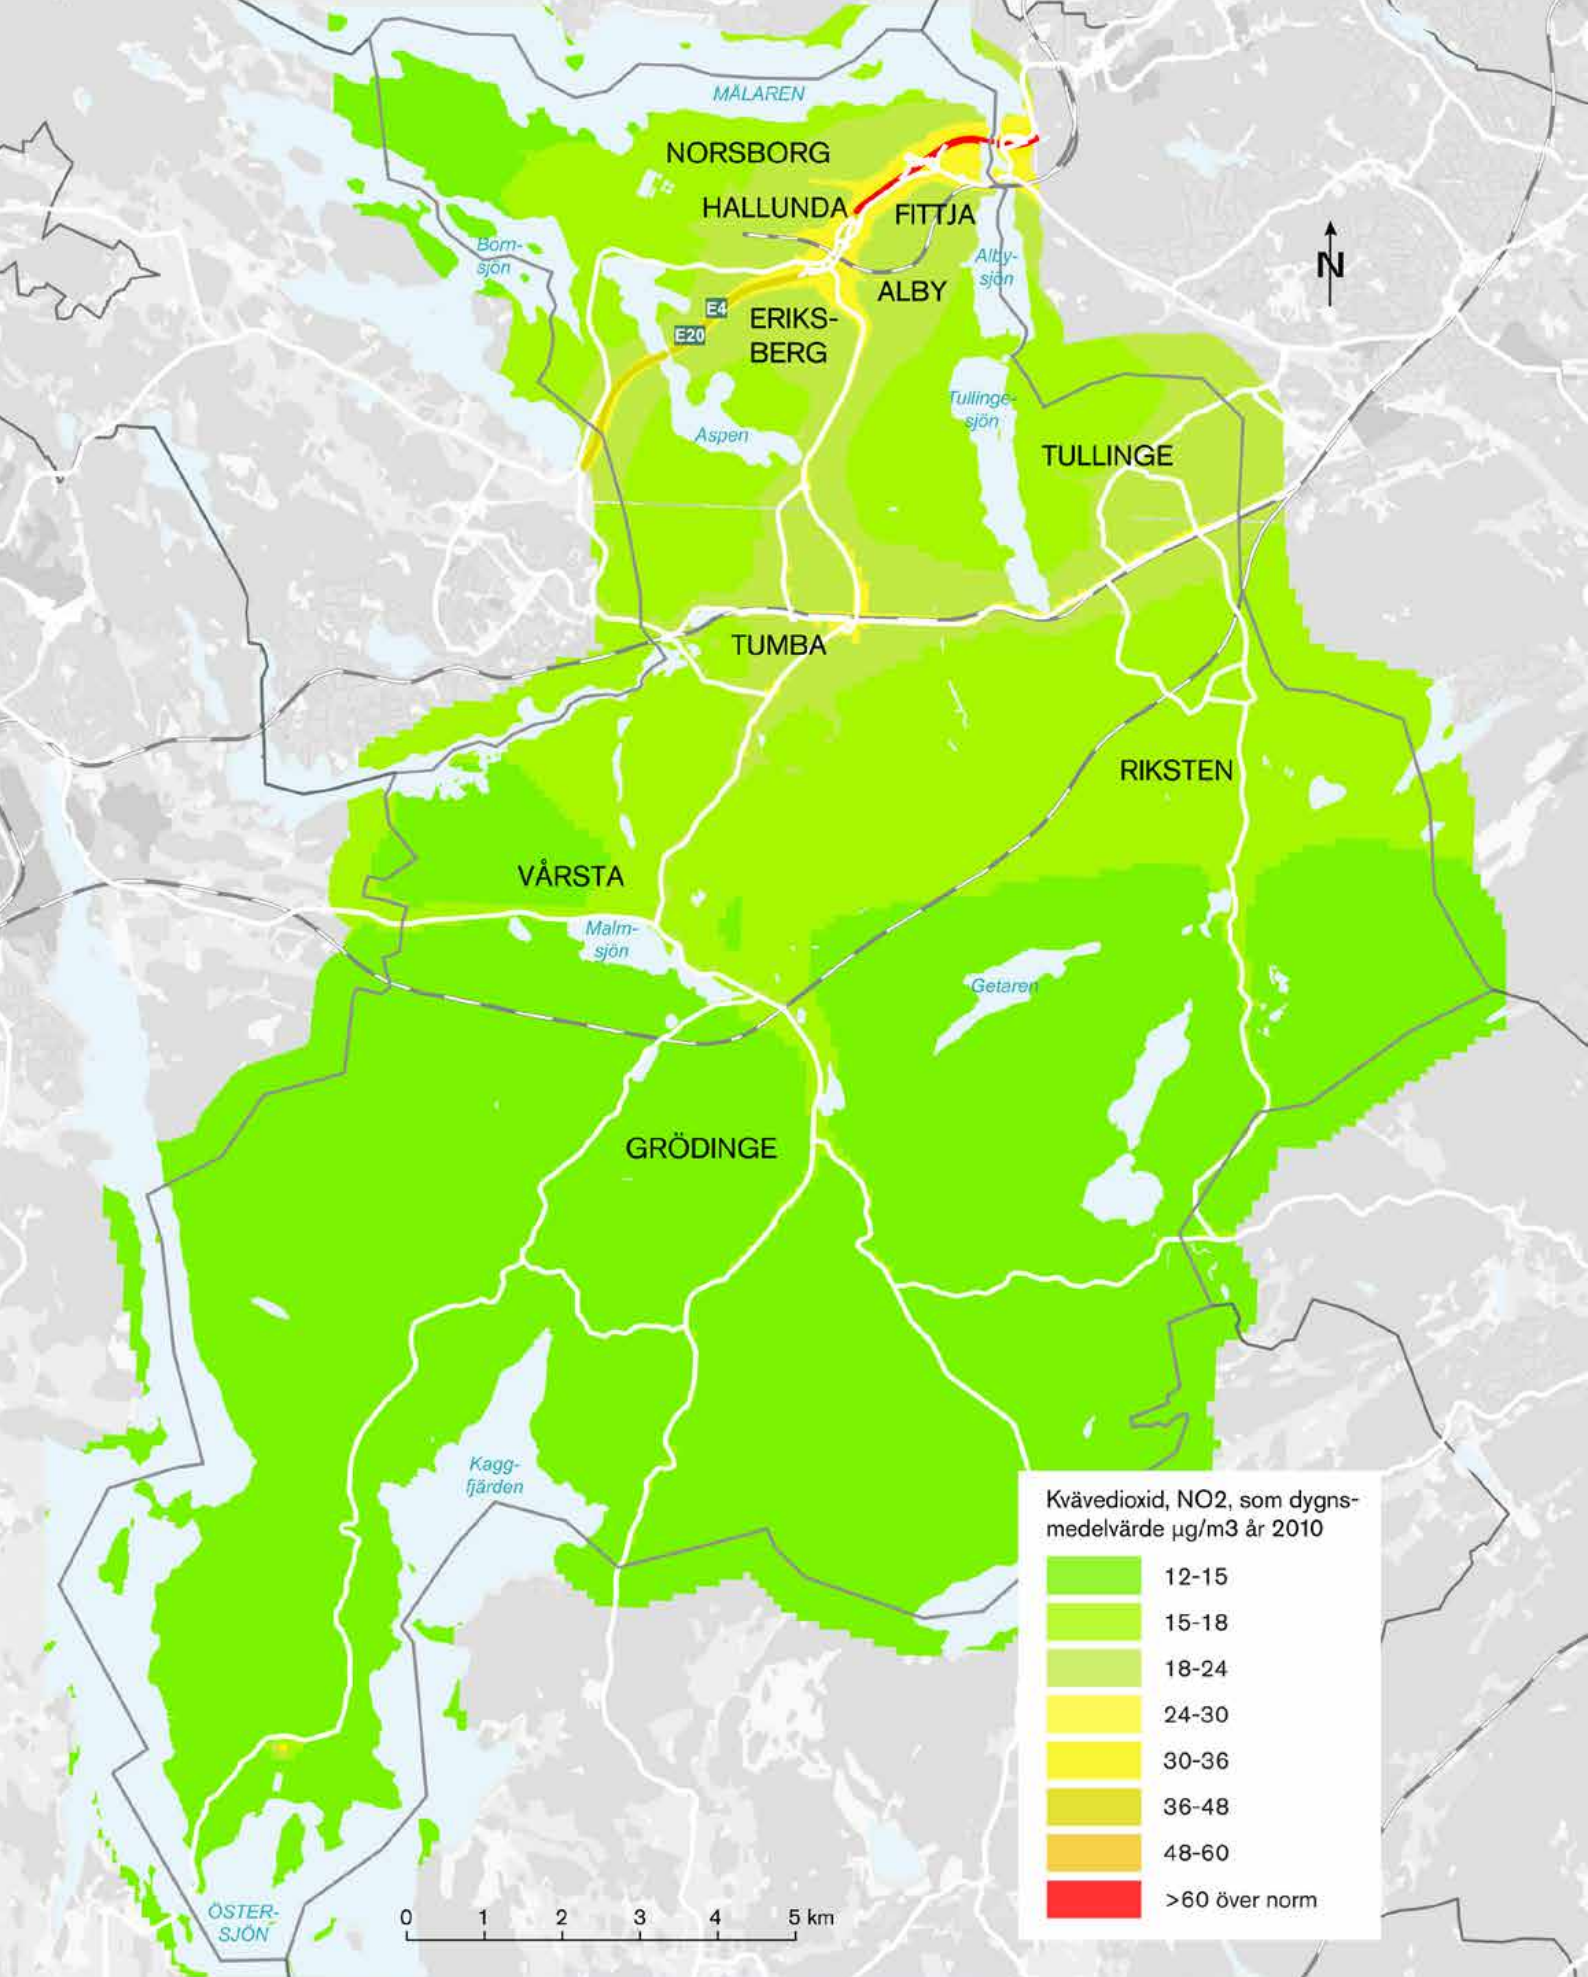 MÄLAREN
NORSBORG
HALLUNDA
FITTJA
Born-
sjön
Alby-
sjön
N
ALBY
E4
ERIKS-
BERG
E20
Tullinge-
sjön
Aspen
TULLINGE
TUMBA
RIKSTEN
VÅRSTA
Malm-
sjön
Getaren
GRÖDINGE
Kagg-
fjärden
Kvävedioxid, NO2, som dygns-
medelvärde µg/m3 år 2010
12-15
15-18
18-24
24-30
30-36
36-48
48-60
>60 över norm
ÖSTER-
SJÖN
0 1 2 3 4 5 km